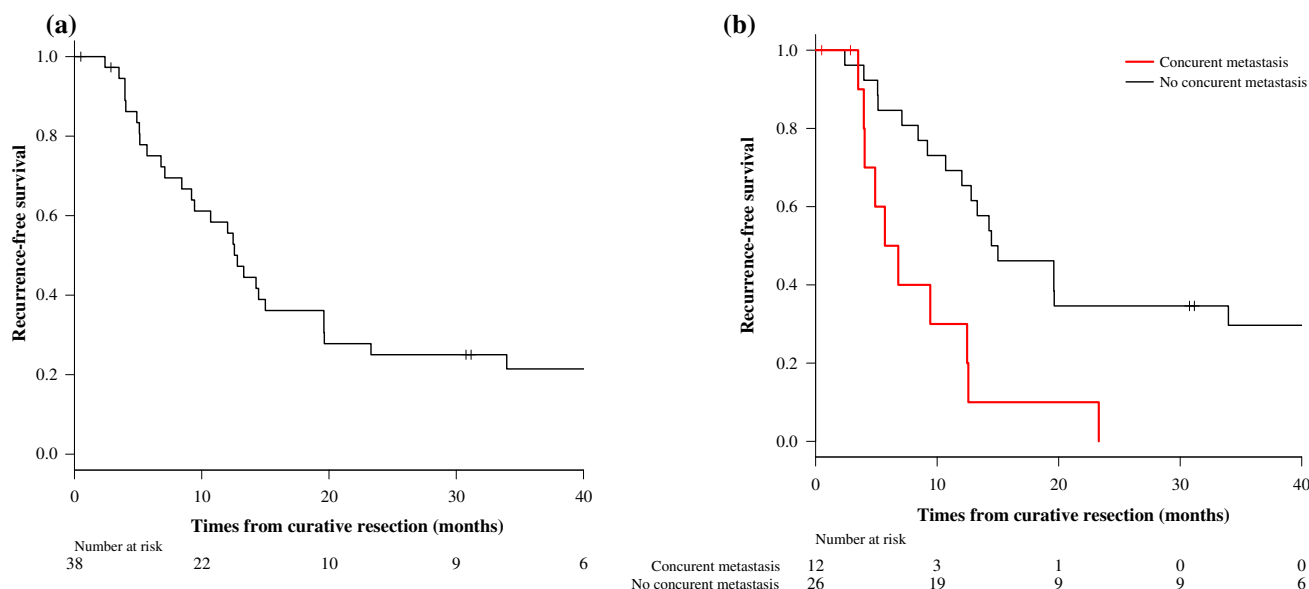 (a)
1.0
0.8
0.6
0.4
0.2
0.0
Recurrence-free survival
0 10 20 30 40
Times from curative resection (months)
Number at risk
38 22 10 9 6
(b)
Concurent metastasis
No concurent metastasis
1.0
0.8
0.6
0.4
0.2
0.0
Recurrence-free survival
0 10 20 30 40
Times from curative resection (months)
Number at risk
Concurent metastasis 12 3 1 0 0
No concurent metastasis 26 19 9 9 6